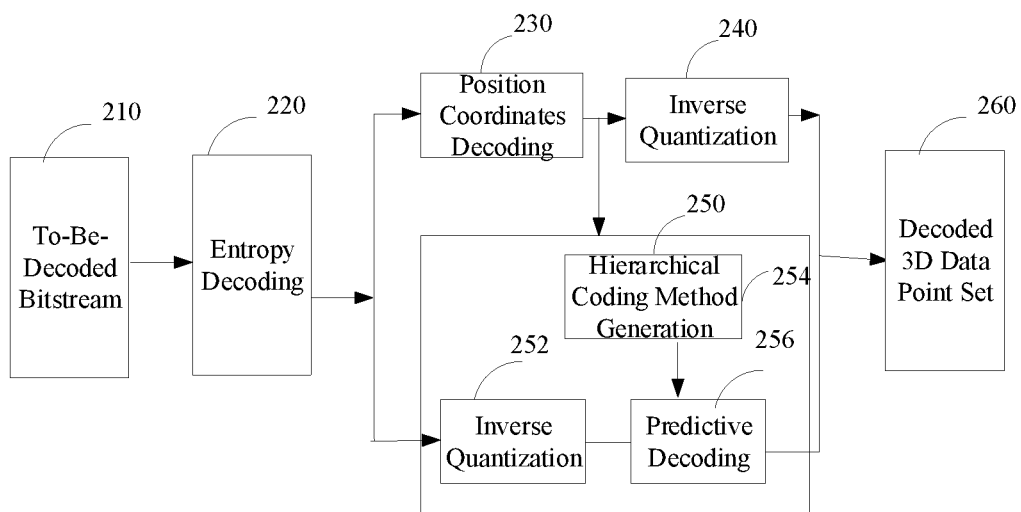 210
To-Be-
Decoded
Bitstream
220
Entropy
Decoding
230
Position
Coordinates
Decoding
240
Inverse
Quantization
250
Hierarchical
Coding Method
Generation
254
252
Inverse
Quantization
256
Predictive
Decoding
260
Decoded
3D Data
Point Set